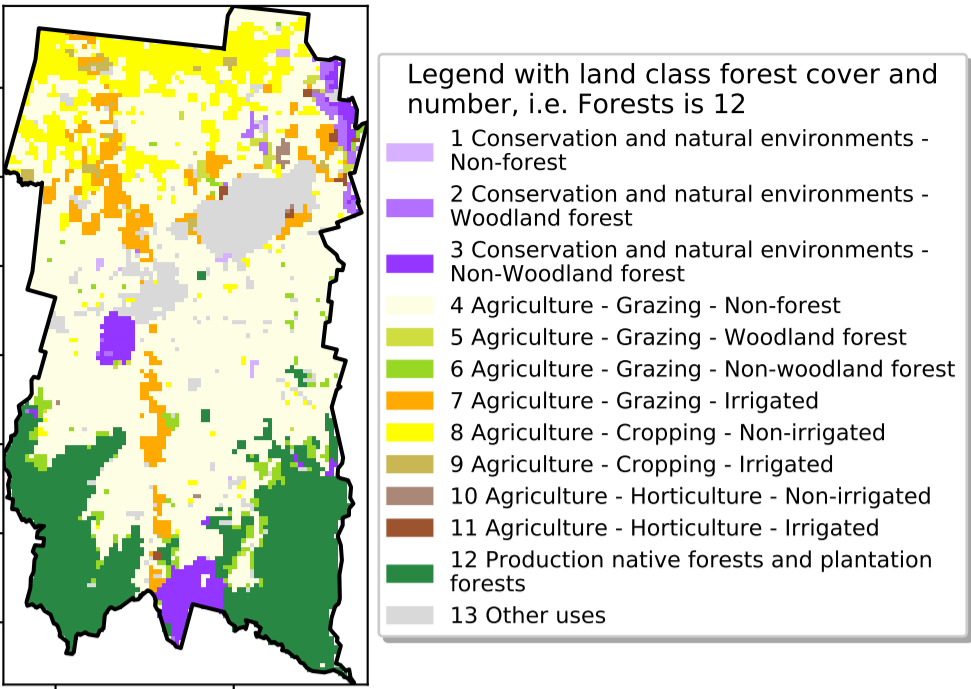 Legend with land class forest cover and
number, i.e. Forests is 12
1 Conservation and natural environments -
Non-forest
2 Conservation and natural environments -
Woodland forest
3 Conservation and natural environments -
Non-Woodland forest
4 Agriculture - Grazing - Non-forest
5 Agriculture - Grazing - Woodland forest
6 Agriculture - Grazing - Non-woodland forest
7 Agriculture - Grazing - Irrigated
8 Agriculture - Cropping - Non-irrigated
9 Agriculture - Cropping - Irrigated
10 Agriculture - Horticulture - Non-irrigated
11 Agriculture - Horticulture - Irrigated
12 Production native forests and plantation
forests
13 Other uses